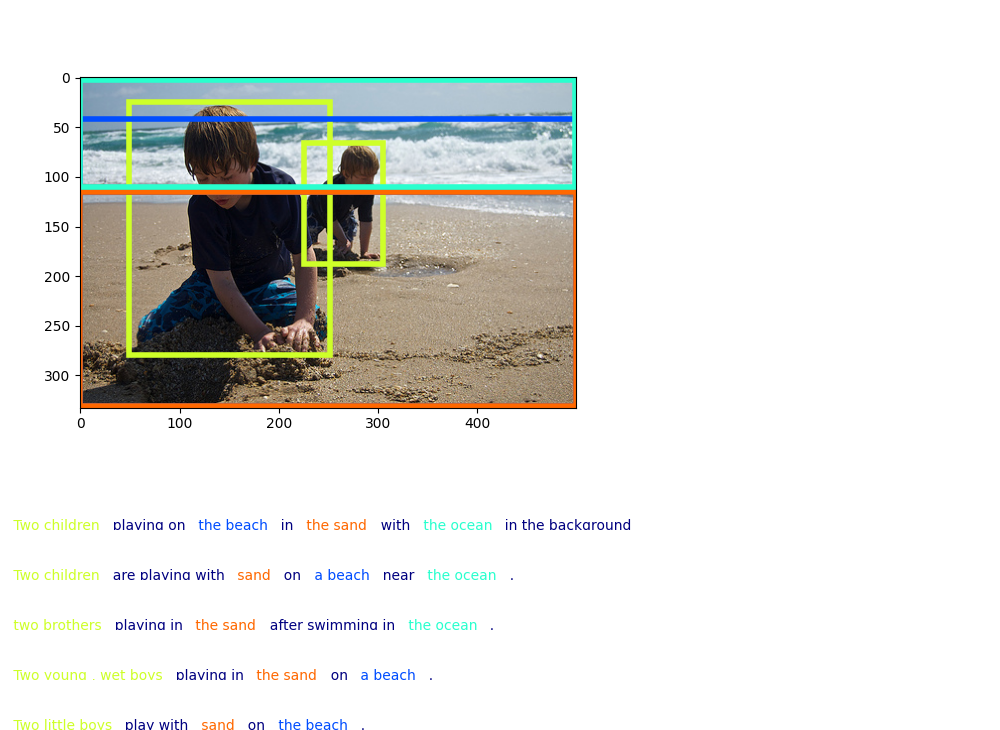 0
50
100
150
200
250
300
0 100 200 300 400
Two children playing on the beach in the sand with the ocean in the background
Two children are playing with sand on a beach near the ocean .
two brothers playing in the sand after swimming in the ocean .
Two young , wet boys playing in the sand on a beach .
Two little boys play with sand on the beach .